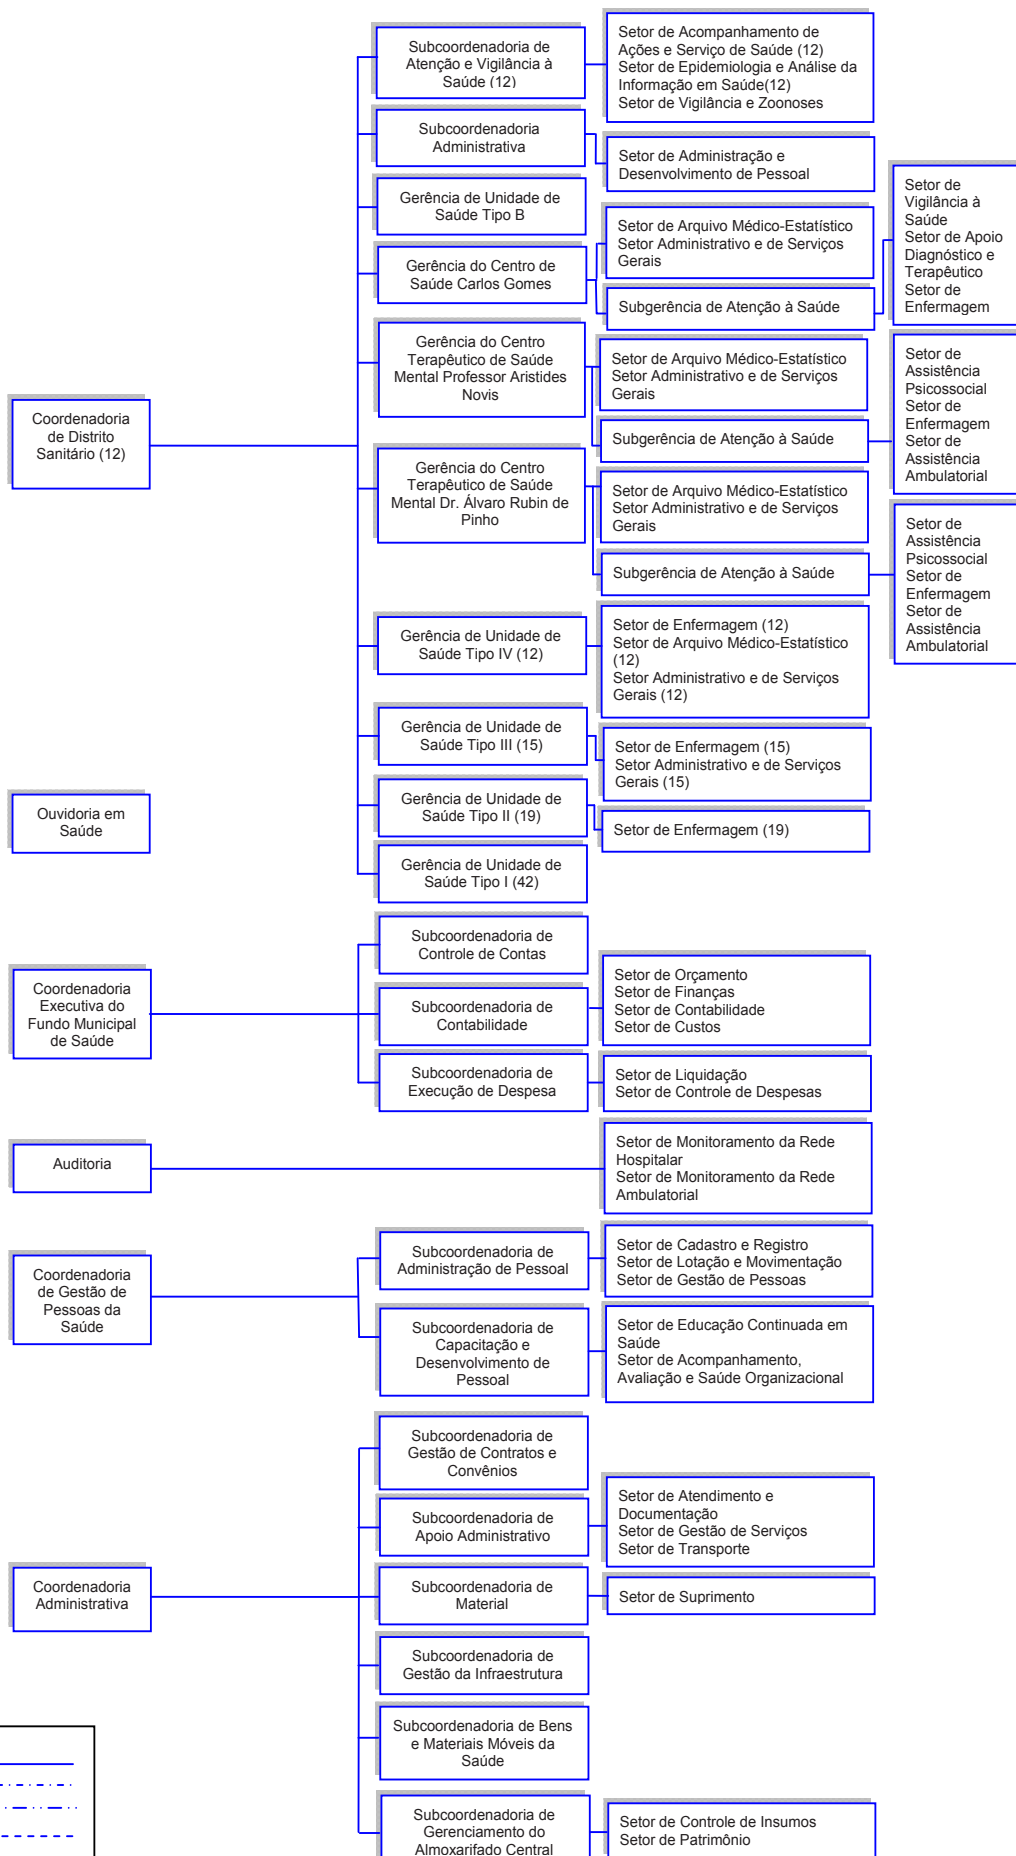 Coordenadoria
de Distrito
Sanitário (12)
Subcoordenadoria de
Atenção e Vigilância à
Saúde (12)
Setor de Acompanhamento de
Ações e Serviço de Saúde (12)
Setor de Epidemiologia e Análise da
Informação em Saúde(12)
Setor de Vigilância e Zoonoses
Subcoordenadoria
Administrativa
Setor de Administração e
Desenvolvimento de Pessoal
Gerência de Unidade de
Saúde Tipo B
Gerência do Centro de
Saúde Carlos Gomes
Setor de Arquivo Médico-Estatístico
Setor Administrativo e de Serviços
Gerais
Subgerência de Atenção à Saúde
Setor de
Vigilância à
Saúde
Setor de Apoio
Diagnóstico e
Terapêutico
Setor de
Enfermagem
Gerência do Centro
Terapêutico de Saúde
Mental Professor Aristides
Novis
Setor de Arquivo Médico-Estatístico
Setor Administrativo e de Serviços
Gerais
Subgerência de Atenção à Saúde
Setor de
Assistência
Psicossocial
Setor de
Enfermagem
Setor de
Assistência
Ambulatorial
Gerência do Centro
Terapêutico de Saúde
Mental Dr. Álvaro Rubin de
Pinho
Setor de Arquivo Médico-Estatístico
Setor Administrativo e de Serviços
Gerais
Subgerência de Atenção à Saúde
Setor de
Assistência
Psicossocial
Setor de
Enfermagem
Setor de
Assistência
Ambulatorial
Gerência de Unidade de
Saúde Tipo IV (12)
Setor de Enfermagem (12)
Setor de Arquivo Médico-Estatístico
(12)
Setor Administrativo e de Serviços
Gerais (12)
Gerência de Unidade de
Saúde Tipo III (15)
Setor de Enfermagem (15)
Setor Administrativo e de Serviços
Gerais (15)
Gerência de Unidade de
Saúde Tipo II (19)
Setor de Enfermagem (19)
Gerência de Unidade de
Saúde Tipo I (42)
Ouvidoria em
Saúde
Coordenadoria
Executiva do
Fundo Municipal
de Saúde
Subcoordenadoria de
Controle de Contas
Subcoordenadoria de
Contabilidade
Setor de Orçamento
Setor de Finanças
Setor de Contabilidade
Setor de Custos
Subcoordenadoria de
Execução de Despesa
Setor de Liquidação
Setor de Controle de Despesas
Auditoria
Setor de Monitoramento da Rede
Hospitalar
Setor de Monitoramento da Rede
Ambulatorial
Coordenadoria
de Gestão de
Pessoas da
Saúde
Subcoordenadoria de
Administração de Pessoal
Setor de Cadastro e Registro
Setor de Lotação e Movimentação
Setor de Gestão de Pessoas
Subcoordenadoria de
Capacitação e
Desenvolvimento de
Pessoal
Setor de Educação Continuada em
Saúde
Setor de Acompanhamento,
Avaliação e Saúde Organizacional
Coordenadoria
Administrativa
Subcoordenadoria de
Gestão de Contratos e
Convênios
Subcoordenadoria de
Apoio Administrativo
Setor de Atendimento e
Documentação
Setor de Gestão de Serviços
Setor de Transporte
Subcoordenadoria de
Material
Setor de Suprimento
Subcoordenadoria de
Gestão da Infraestrutura
Subcoordenadoria de Bens
e Materiais Móveis da
Saúde
Subcoordenadoria de
Gerenciamento do
Almoxarifado Central
Setor de Controle de Insumos
Setor de Patrimônio